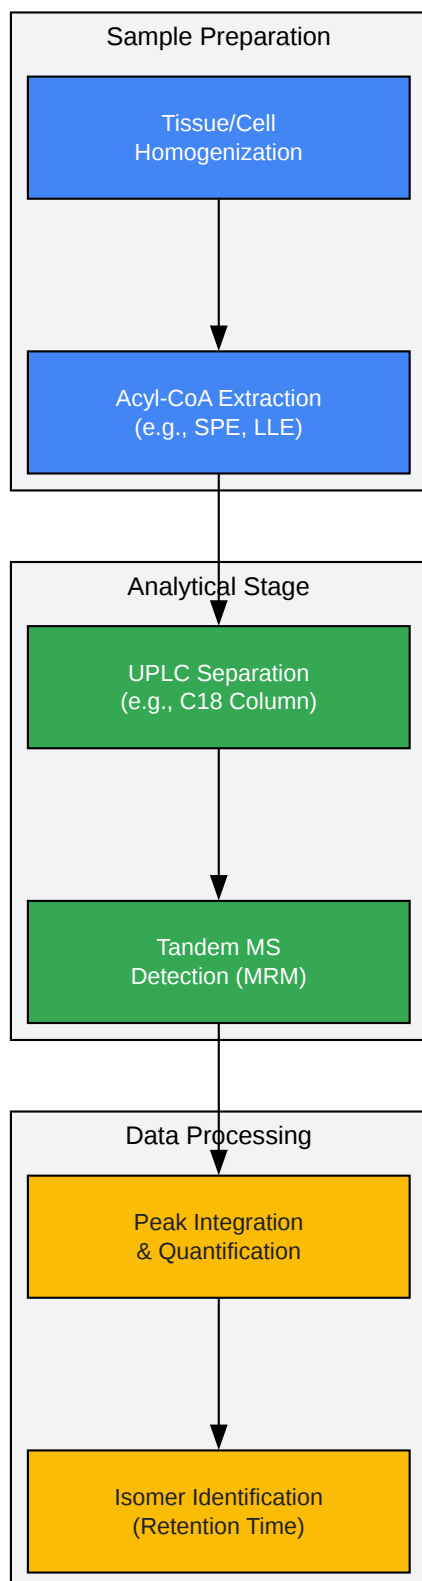 Sample Preparation
Tissue/Cell
Homogenization
Acyl-CoA Extraction
(e.g., SPE, LLE)
Analytical Stage
UPLC Separation
(e.g., C18 Column)
Tandem MS
Detection (MRM)
Data Processing
Peak Integration
& Quantification
Isomer Identification
(Retention Time)